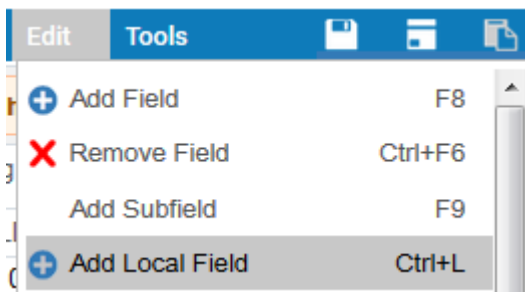 Edit Tools
Add Field F8
Remove Field Ctrl+F6
Add Subfield F9
Add Local Field Ctrl+L